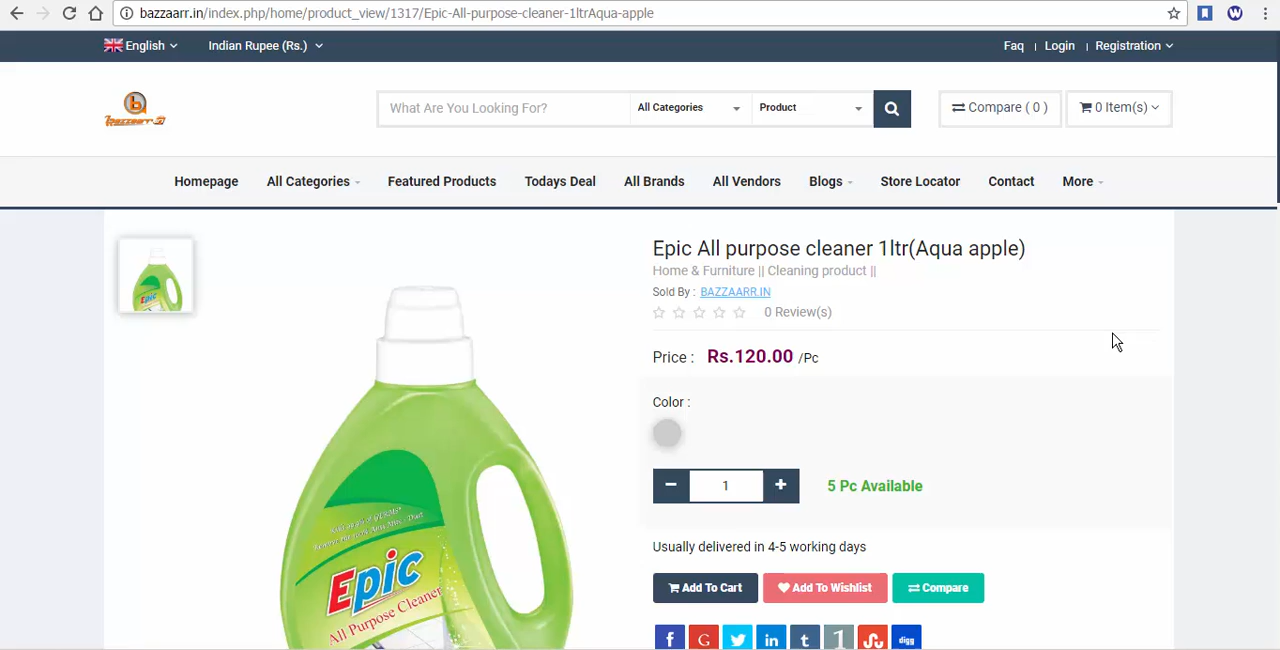 bazzaarr.in/index.php/home/product_view/1317/Epic-All-purpose-cleaner-1ltrAqua-apple
English
Indian Rupee (Rs.)
Faq | Login | Registration
What Are You Looking For?
All Categories
Product
Compare ( 0 )
0 Item(s)
Homepage
All Categories
Featured Products
Todays Deal
All Brands
All Vendors
Blogs
Store Locator
Contact
More
Epic All purpose cleaner 1ltr(Aqua apple)
Home & Furniture || Cleaning product ||
Sold By : BAZZAARR.IN
0 Review(s)
Price : Rs.120.00 /Pc
Color :
− 1 +
5 Pc Available
Usually delivered in 4-5 working days
Add To Cart
Add To Wishlist
Compare
Epic
All Purpose Cleaner
digg